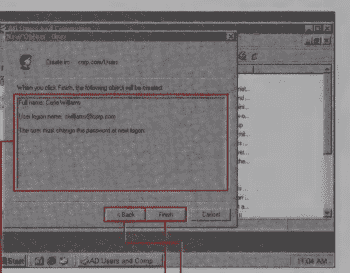 New Object - User
Create in: corp.com/Users
When you click Finish, the following object will be created:
Full name: Carla Williams
User logon name: cwilliams@corp.com
The user must change the password at next logon.
< Back
Finish
Cancel
Start
AD Users and Comp...
11:04 AM